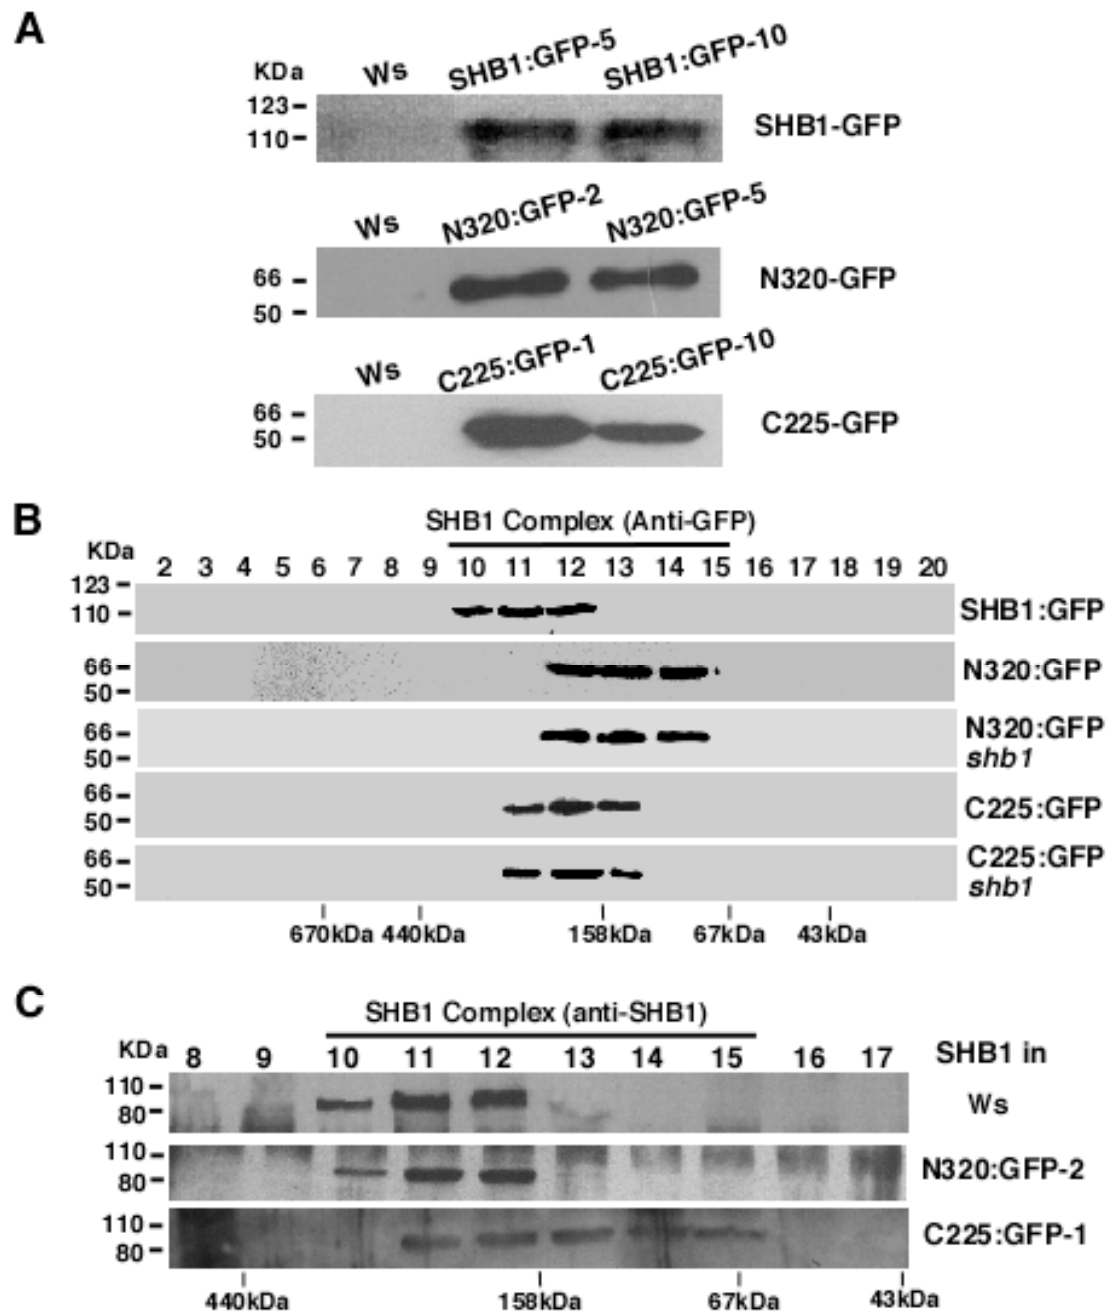 A
KDa Ws SHB1:GFP-5 SHB1:GFP-10
123
110
SHB1-GFP
Ws N320:GFP-2 N320:GFP-5
66
50
N320-GFP
Ws C225:GFP-1 C225:GFP-10
66
50
C225-GFP
B
SHB1 Complex (Anti-GFP)
KDa 2 3 4 5 6 7 8 9 10 11 12 13 14 15 16 17 18 19 20
123
110
SHB1:GFP
66
50
N320:GFP
66
50
N320:GFP
shb1
66
50
C225:GFP
66
50
C225:GFP
shb1
670kDa 440kDa 158kDa 67kDa 43kDa
C
SHB1 Complex (anti-SHB1)
KDa 8 9 10 11 12 13 14 15 16 17 SHB1 in
110
80
Ws
110
80
N320:GFP-2
110
80
C225:GFP-1
440kDa 158kDa 67kDa 43kDa